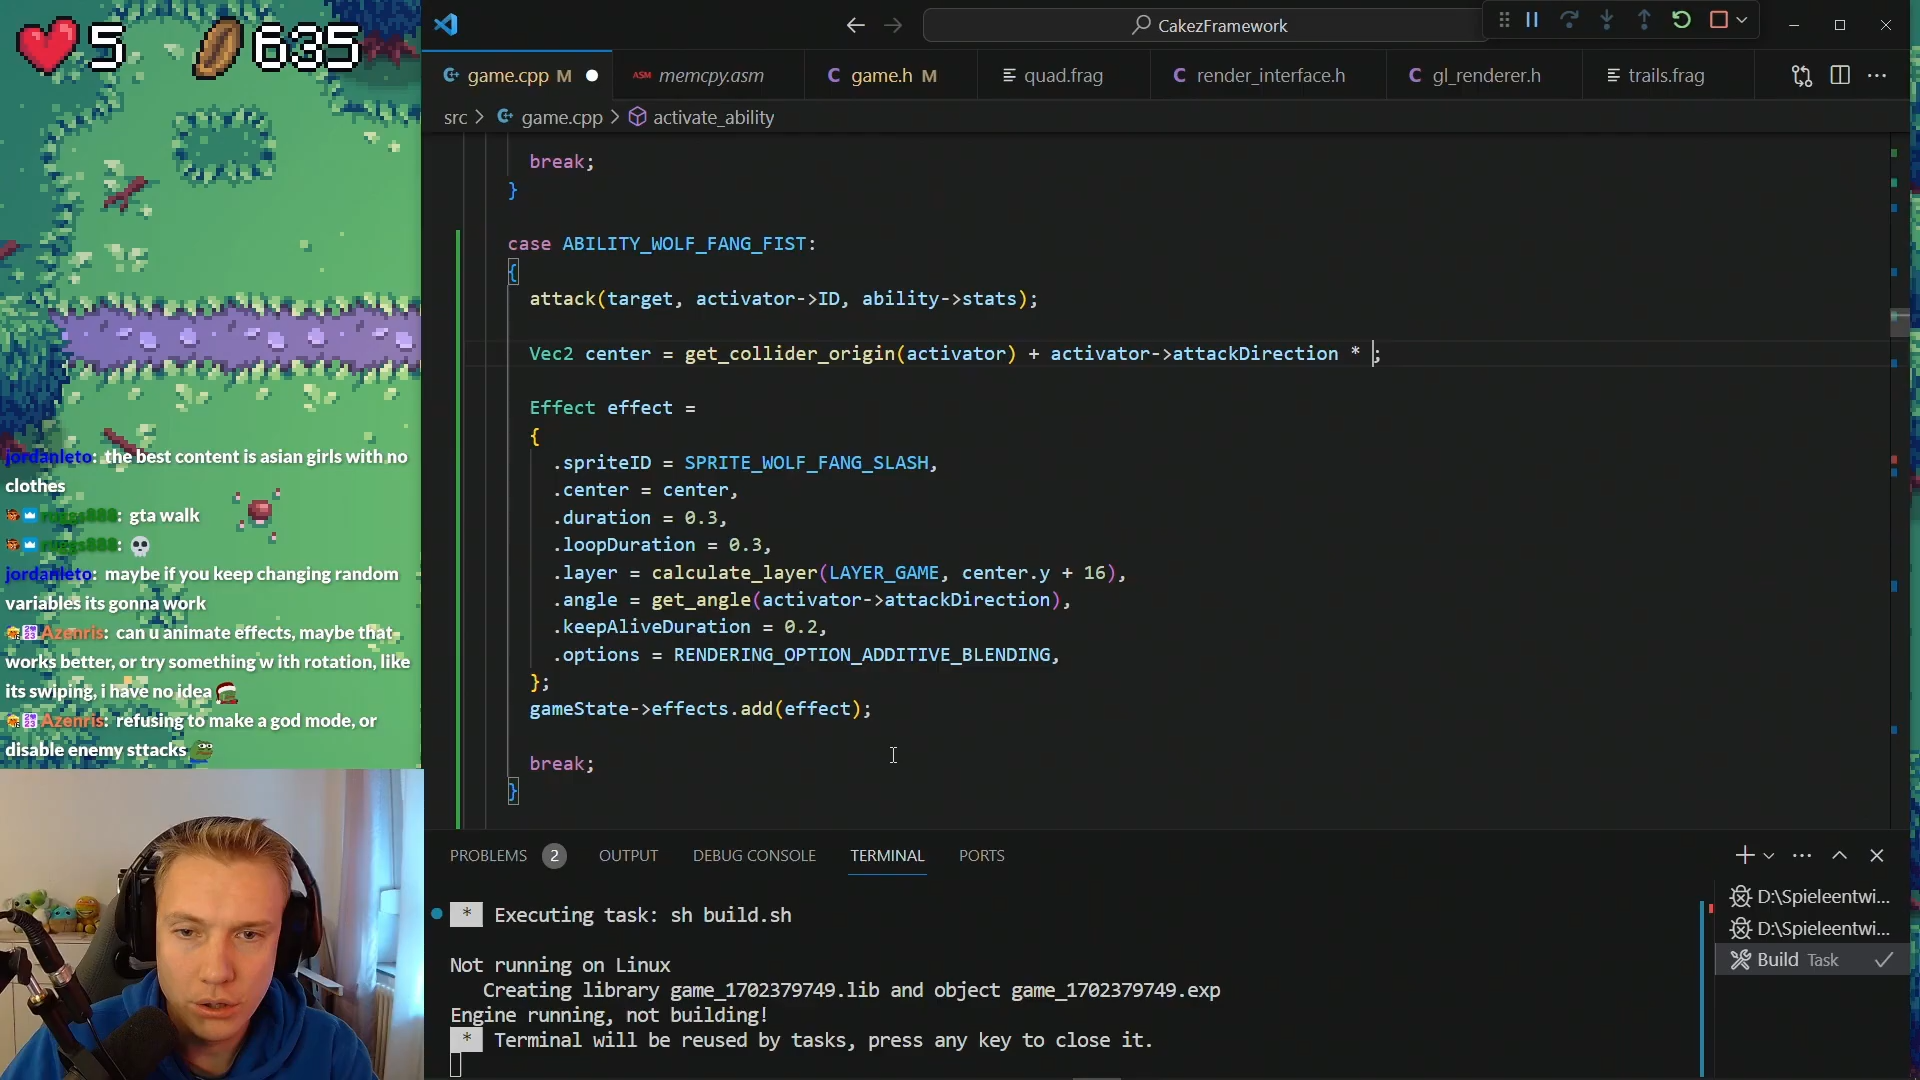 5 635
CakezFramework
game.cpp M
ASM memcpy.asm
C game.h M
quad.frag
C render_interface.h
C gl_renderer.h
trails.frag
src > game.cpp > activate_ability
break;
}
case ABILITY_WOLF_FANG_FIST:
{
attack(target, activator->ID, ability->stats);
Vec2 center = get_collider_origin(activator) + activator->attackDirection * ;
Effect effect =
{
.spriteID = SPRITE_WOLF_FANG_SLASH,
.center = center,
.duration = 0.3,
.loopDuration = 0.3,
.layer = calculate_layer(LAYER_GAME, center.y + 16),
.angle = get_angle(activator->attackDirection),
.keepAliveDuration = 0.2,
.options = RENDERING_OPTION_ADDITIVE_BLENDING,
};
gameState->effects.add(effect);
break;
}
jordanleto: the best content is asian girls with no
clothes
: gta walk
jordanleto: maybe if you keep changing random
variables its gonna work
Azenris: can u animate effects, maybe that
works better, or try something w ith rotation, like
its swiping, i have no idea
Azenris: refusing to make a god mode, or
disable enemy sttacks
PROBLEMS 2 OUTPUT DEBUG CONSOLE TERMINAL PORTS
* Executing task: sh build.sh
Not running on Linux
Creating library game_1702379749.lib and object game_1702379749.exp
Engine running, not building!
* Terminal will be reused by tasks, press any key to close it.
D:\Spieleentwi...
D:\Spieleentwi...
Build Task